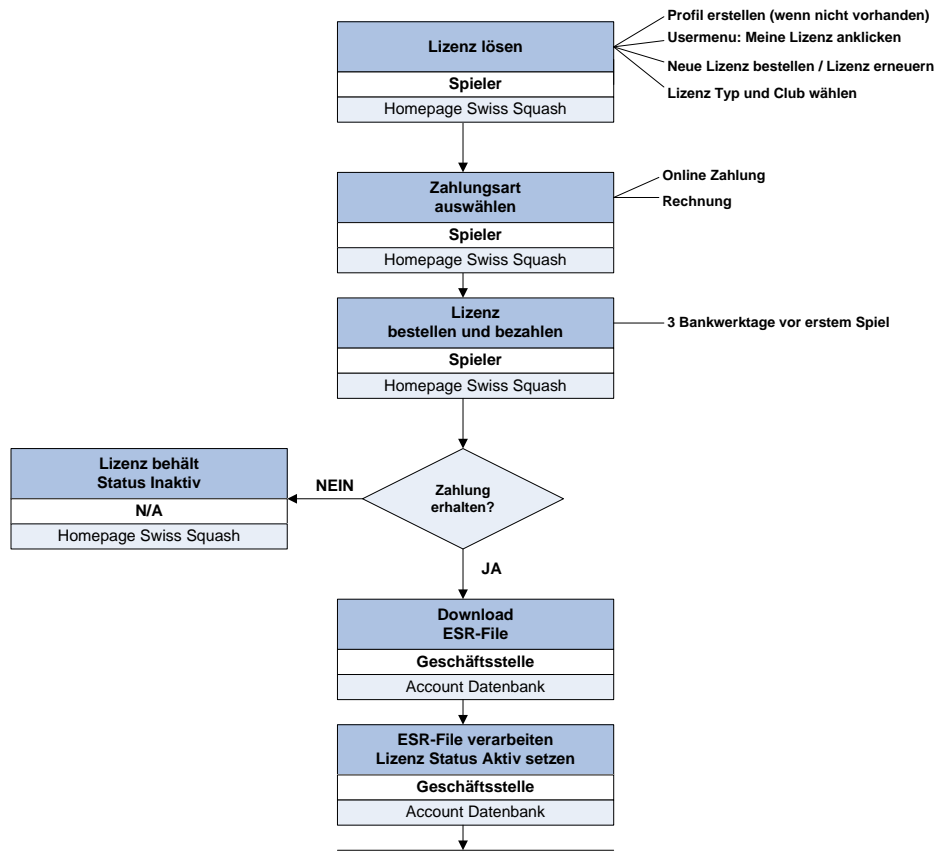 Lizenz lösen
Spieler
Homepage Swiss Squash
Profil erstellen (wenn nicht vorhanden)
Usermenu: Meine Lizenz anklicken
Neue Lizenz bestellen / Lizenz erneuern
Lizenz Typ und Club wählen
Zahlungsart
auswählen
Spieler
Homepage Swiss Squash
Online Zahlung
Rechnung
Lizenz
bestellen und bezahlen
Spieler
Homepage Swiss Squash
3 Bankwerktage vor erstem Spiel
Zahlung
erhalten?
NEIN
Lizenz behält
Status Inaktiv
N/A
Homepage Swiss Squash
JA
Download
ESR-File
Geschäftsstelle
Account Datenbank
ESR-File verarbeiten
Lizenz Status Aktiv setzen
Geschäftsstelle
Account Datenbank